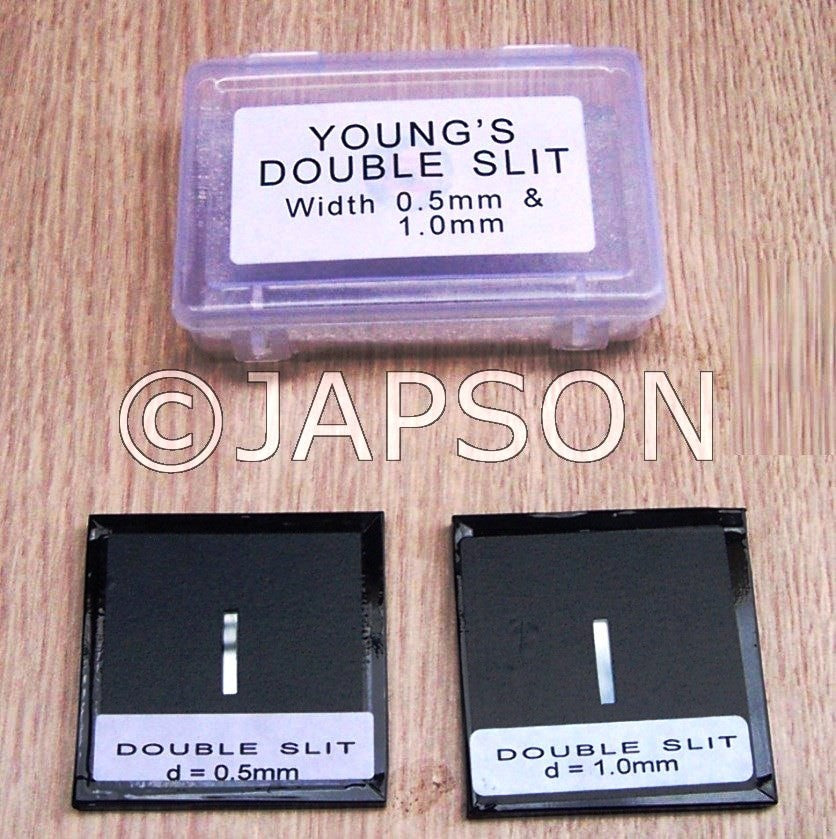 YOUNG'S
DOUBLE SLIT
Width 0.5mm &
1.0mm
©JAPSON
DOUBLE SLIT
d = 0.5mm
DOUBLE SLIT
d = 1.0mm